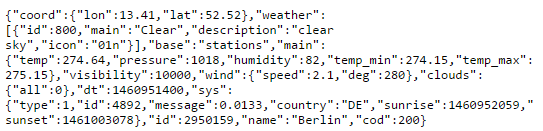 {"coord":{"lon":13.41,"lat":52.52},"weather":
[{"id":800,"main":"Clear","description":"clear
sky","icon":"01n"}],"base":"stations","main":
{"temp":274.64,"pressure":1018,"humidity":82,"temp_min":274.15,"temp_max":
275.15},"visibility":10000,"wind":{"speed":2.1,"deg":280},"clouds":
{"all":0},"dt":1460951400,"sys":
{"type":1,"id":4892,"message":0.0133,"country":"DE","sunrise":1460952059,"
sunset":1461003078},"id":2950159,"name":"Berlin","cod":200}